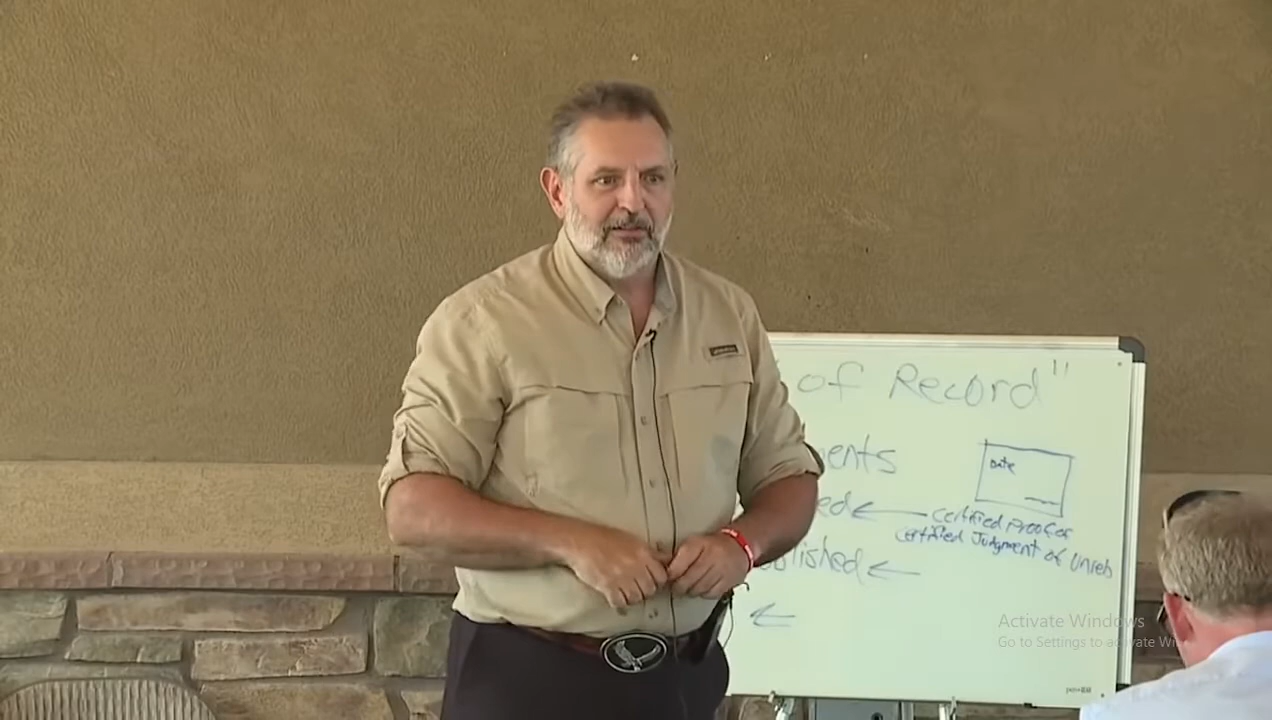 of Record"
ents
Date
ed
certified proof of
certified Judgment of Unreb
lished
Activate Windows
Go to Settings to activate Wi